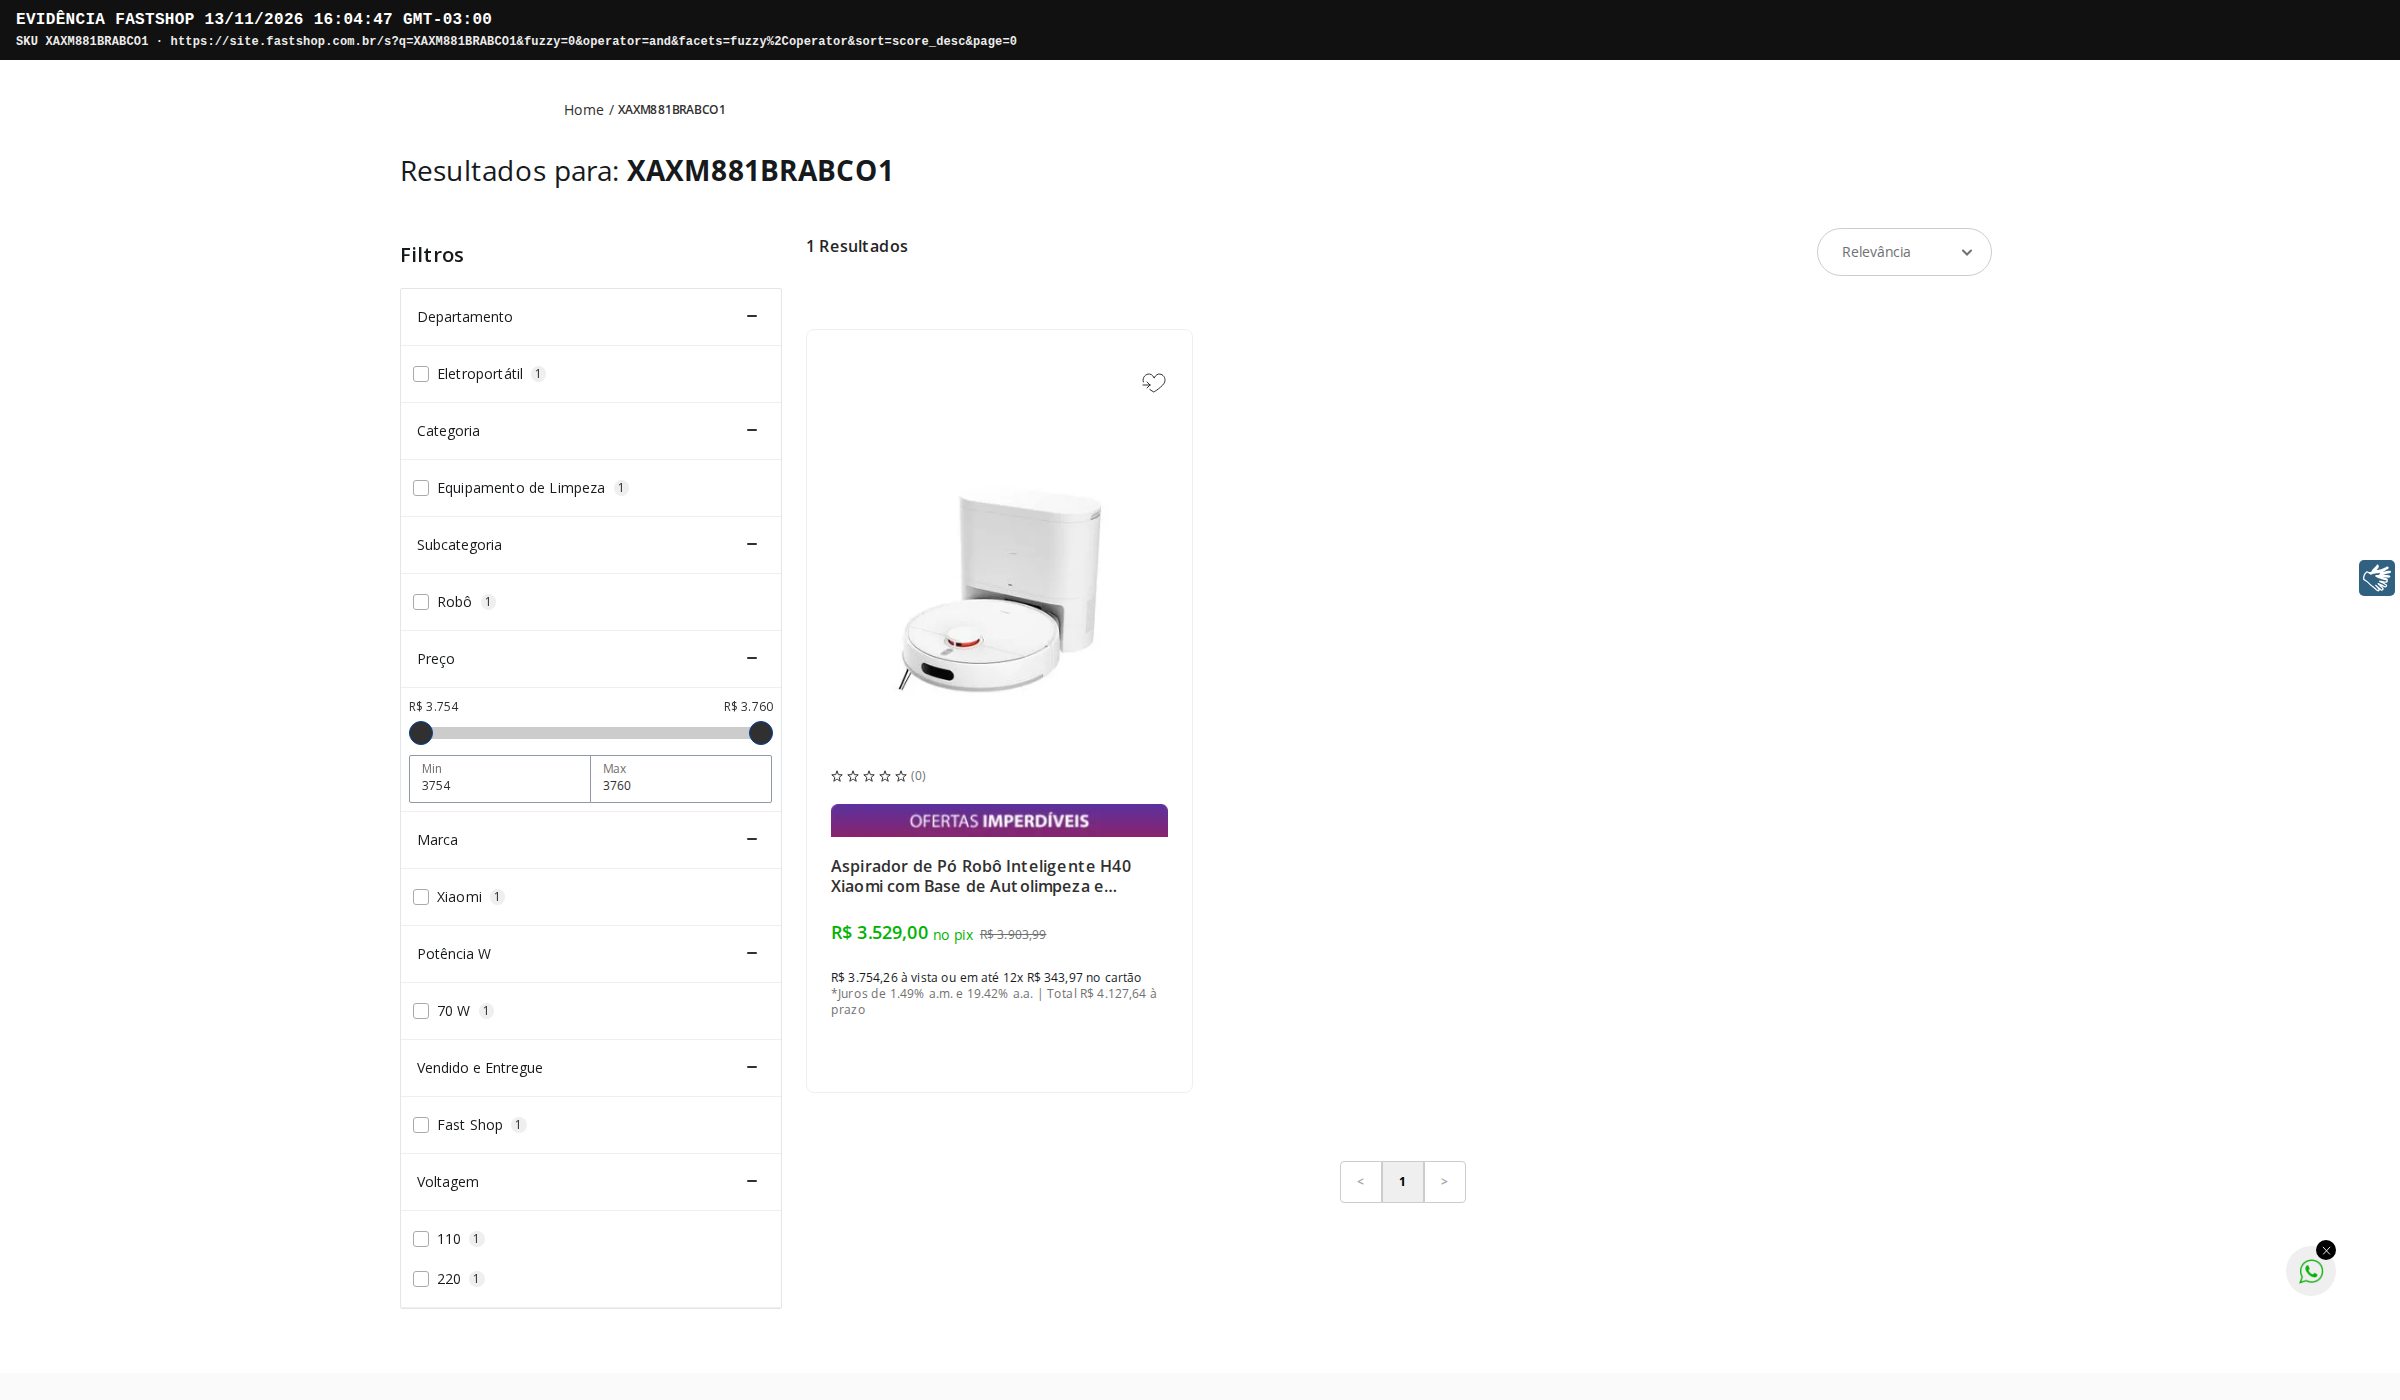 EVIDÊNCIA FASTSHOP 13/11/2026 16:04:47 GMT-03:00
SKU XAXM881BRABCO1 · https://site.fastshop.com.br/s?q=XAXM881BRABCO1&fuzzy=0&operator=and&facets=fuzzy%2Coperator&sort=score_desc&page=0
Home / XAXM881BRABCO1
Resultados para: XAXM881BRABCO1
Filtros
Departamento
Eletroportátil 1
Categoria
Equipamento de Limpeza 1
Subcategoria
Robô 1
Preço
R$ 3.754 R$ 3.760
Min Max
3754 3760
Marca
Xiaomi 1
Potência W
70 W 1
Vendido e Entregue
Fast Shop 1
Voltagem
110 1
220 1
1 Resultados
Relevância
(0)
OFERTAS IMPERDÍVEIS
Aspirador de Pó Robô Inteligente H40
Xiaomi com Base de Autolimpeza e...
R$ 3.529,00 no pix R$ 3.903,99
R$ 3.754,26 à vista ou em até 12x R$ 343,97 no cartão
*Juros de 1.49% a.m. e 19.42% a.a. | Total R$ 4.127,64 à
prazo
< 1 >